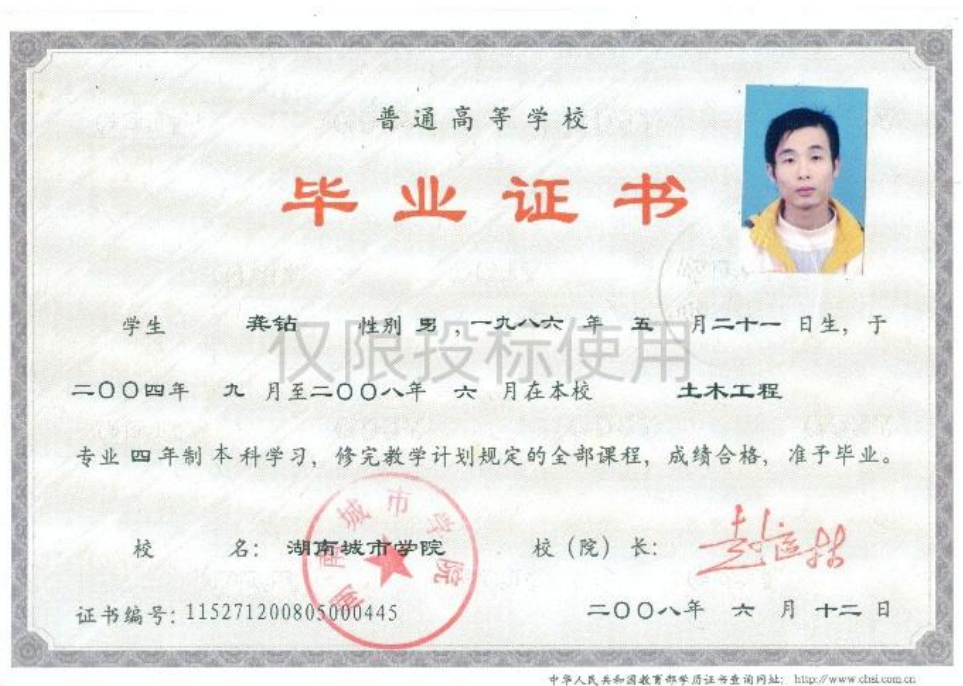 普通高等学校
毕业证书
学生 龚钻 性别 男 ，一九八六 年 五 月二十一 日生，于
仅限投标使用
二〇〇四年 九 月至二〇〇八年 六 月在本校 土木工程
专业 四年制 本科学习，修完教学计划规定的全部课程，成绩合格，准予毕业。
校 名： 湖南城市学院 校（院）长：
湖南城市学院
证书编号：115271200805000445 二〇〇八年 六 月 十二 日
中华人民共和国教育部学历证书查询网址：http://www.chsi.com.cn